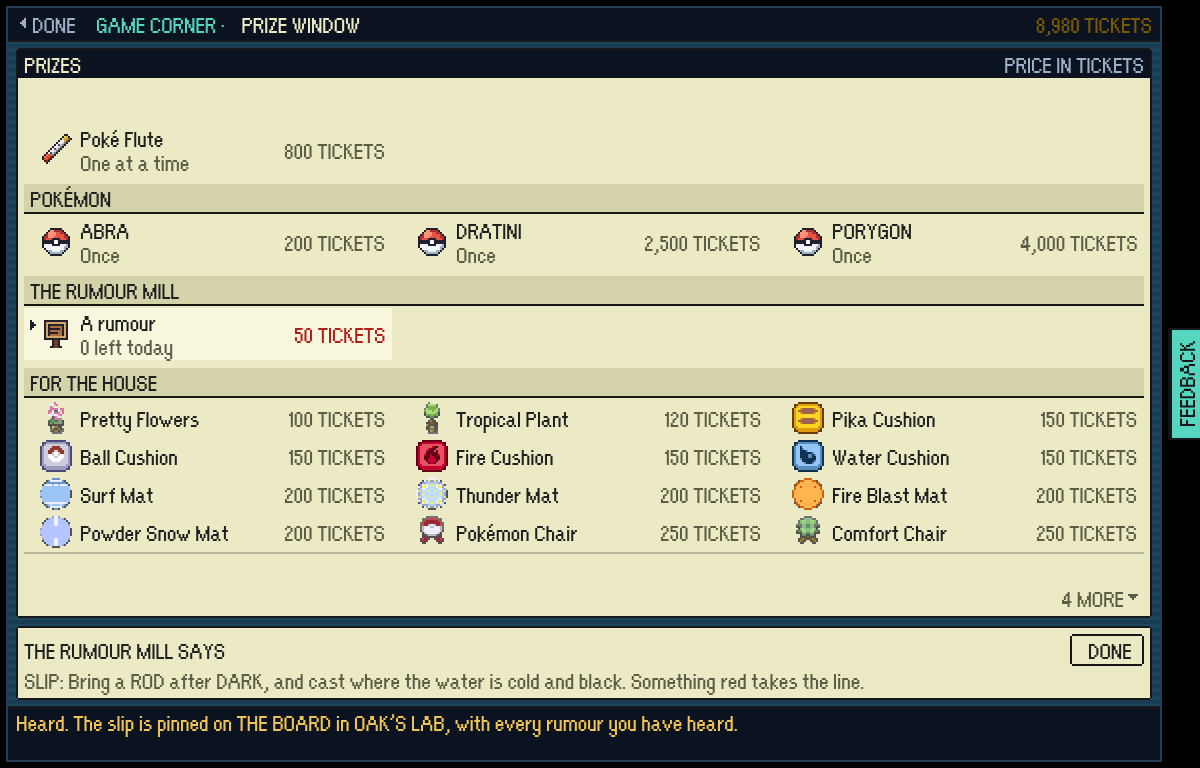 DONE GAME CORNER · PRIZE WINDOW 8,980 TICKETS
PRIZES PRICE IN TICKETS
Poké Flute 800 TICKETS
One at a time
POKÉMON
ABRA 200 TICKETS DRATINI 2,500 TICKETS PORYGON 4,000 TICKETS
Once Once Once
THE RUMOUR MILL
A rumour 50 TICKETS
0 left today
FOR THE HOUSE
Pretty Flowers 100 TICKETS Tropical Plant 120 TICKETS Pika Cushion 150 TICKETS
Ball Cushion 150 TICKETS Fire Cushion 150 TICKETS Water Cushion 150 TICKETS
Surf Mat 200 TICKETS Thunder Mat 200 TICKETS Fire Blast Mat 200 TICKETS
Powder Snow Mat 200 TICKETS Pokémon Chair 250 TICKETS Comfort Chair 250 TICKETS
4 MORE
THE RUMOUR MILL SAYS DONE
SLIP: Bring a ROD after DARK, and cast where the water is cold and black. Something red takes the line.
Heard. The slip is pinned on THE BOARD in OAK'S LAB, with every rumour you have heard.
FEEDBACK